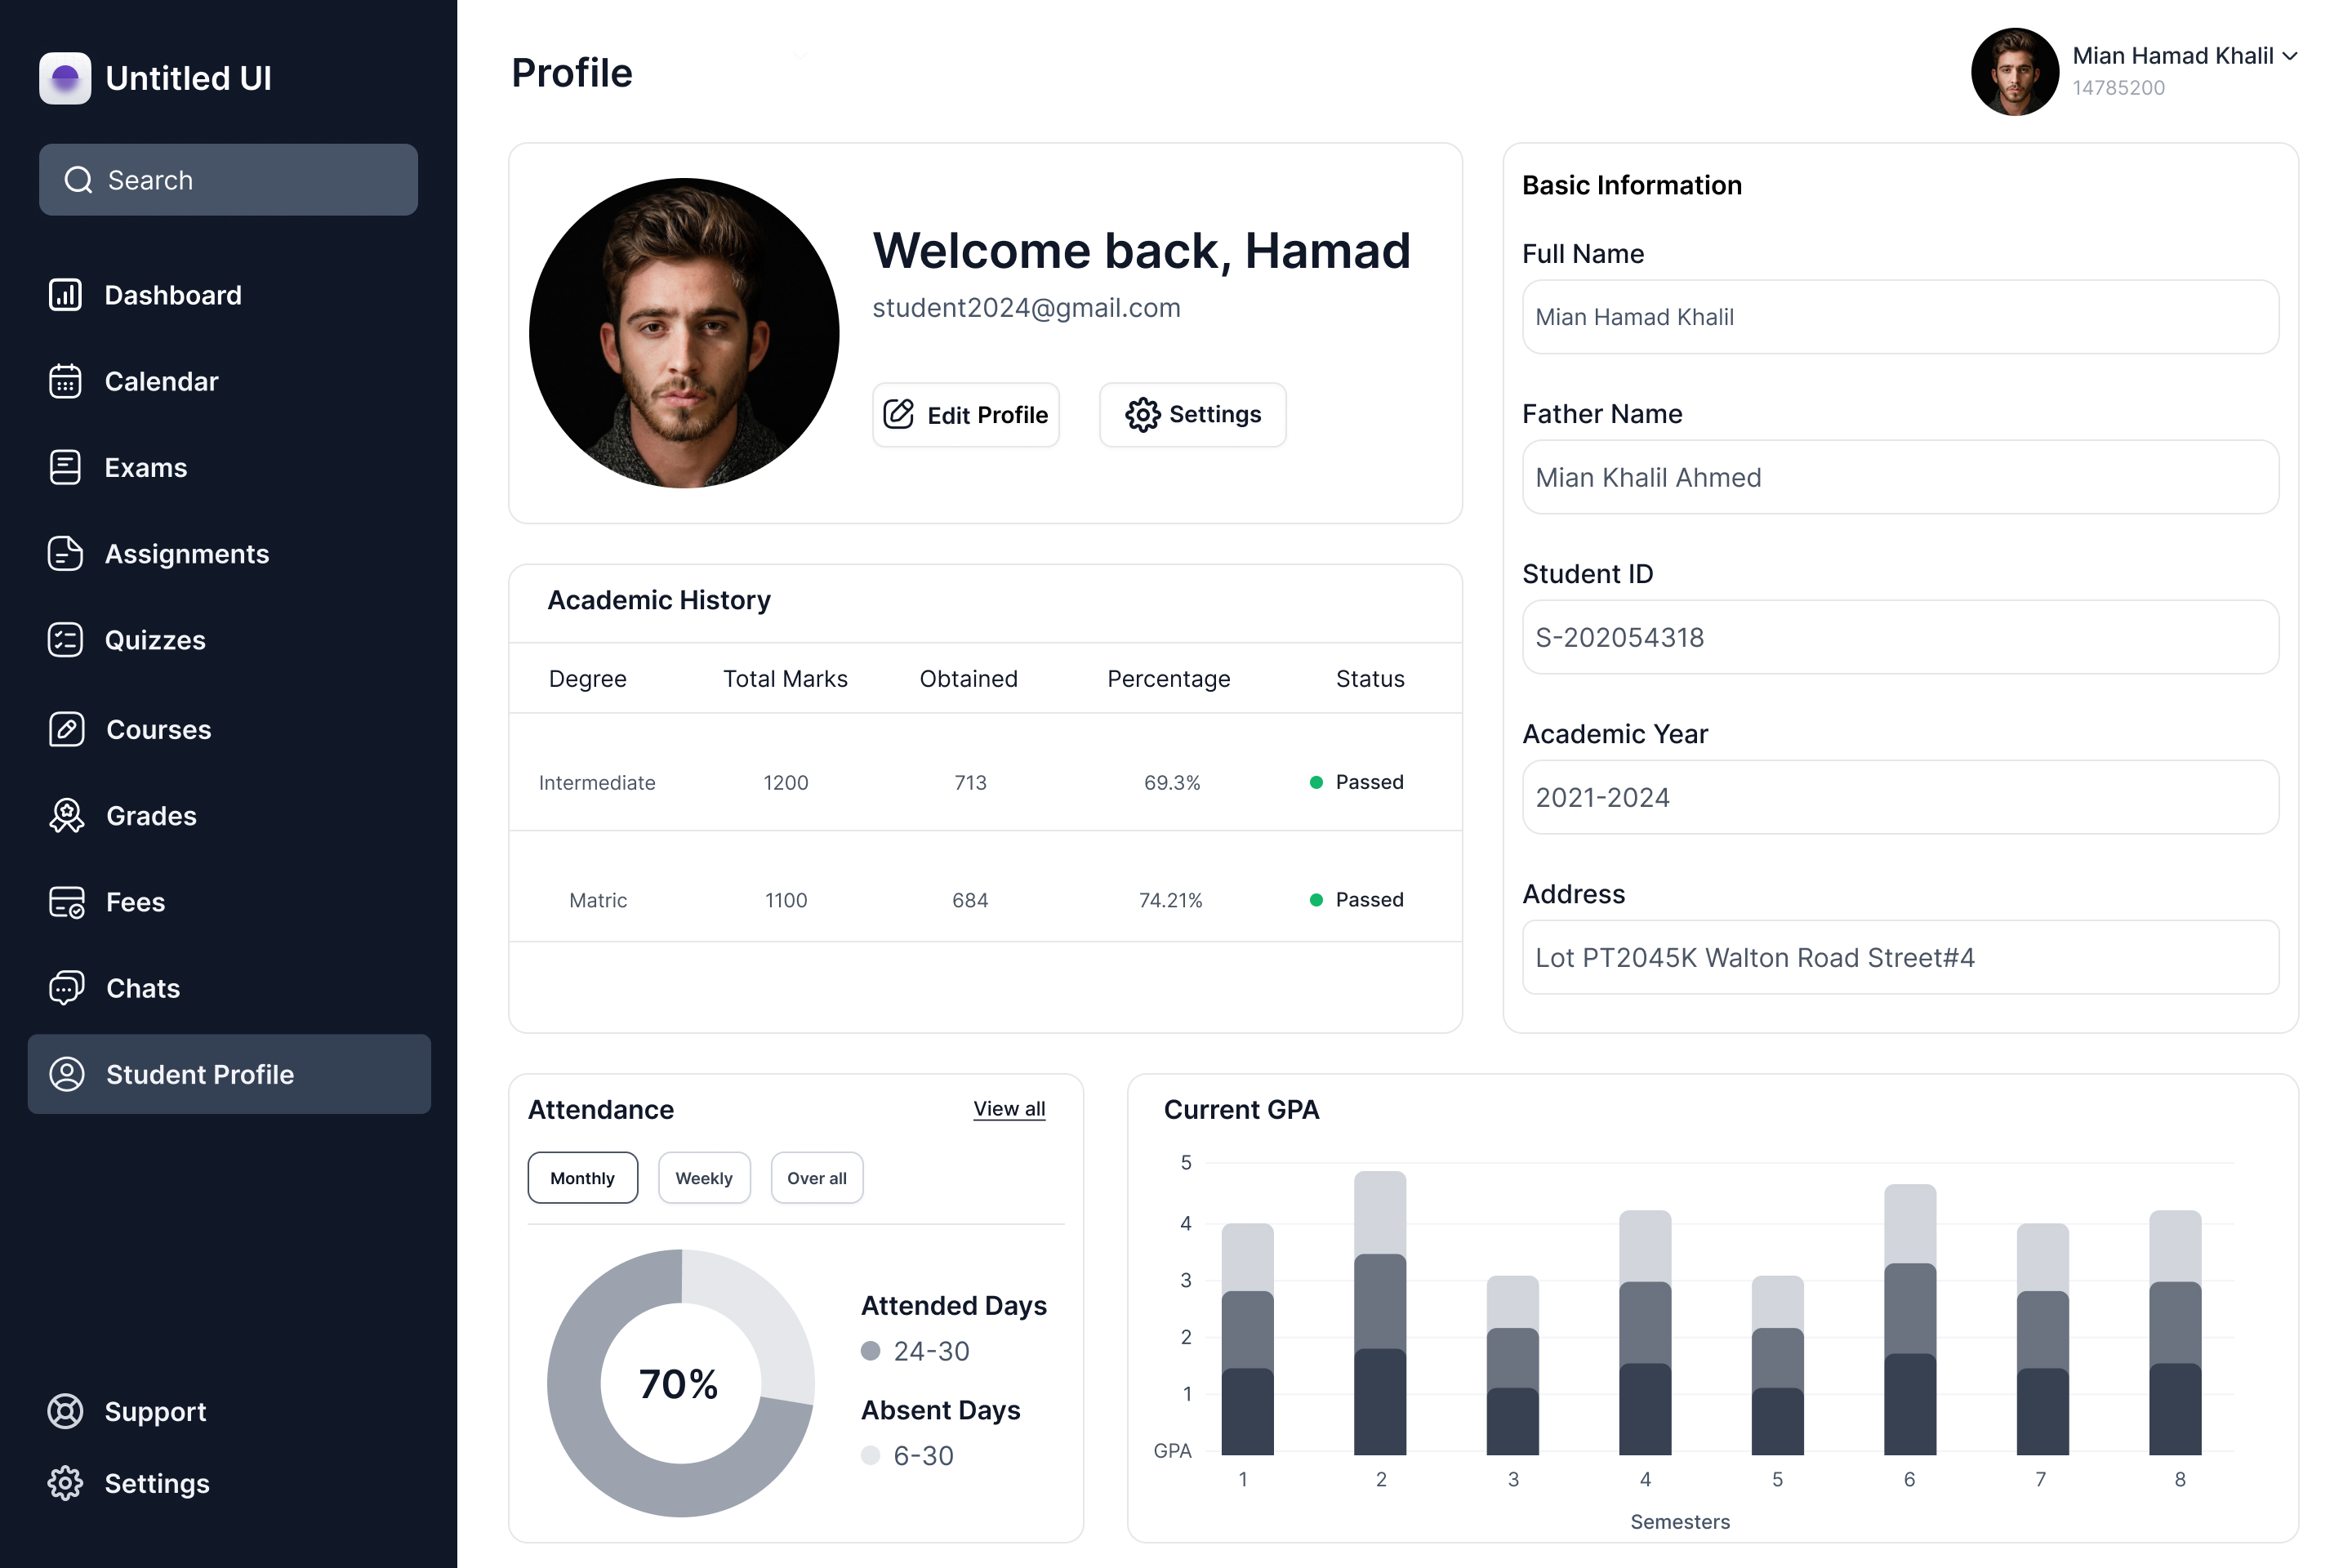 Untitled UI
Search
Dashboard
Calendar
Exams
Assignments
Quizzes
Courses
Grades
Fees
Chats
Student Profile
Support
Settings
Profile
Mian Hamad Khalil
14785200
Welcome back, Hamad
student2024@gmail.com
Edit Profile
Settings
Academic History
Degree Total Marks Obtained Percentage Status
Intermediate 1200 713 69.3% Passed
Matric 1100 684 74.21% Passed
Basic Information
Full Name
Mian Hamad Khalil
Father Name
Mian Khalil Ahmed
Student ID
S-202054318
Academic Year
2021-2024
Address
Lot PT2045K Walton Road Street#4
Attendance
View all
Monthly Weekly Over all
70%
Attended Days
24-30
Absent Days
6-30
Current GPA
5
4
3
2
1
GPA
1 2 3 4 5 6 7 8
Semesters